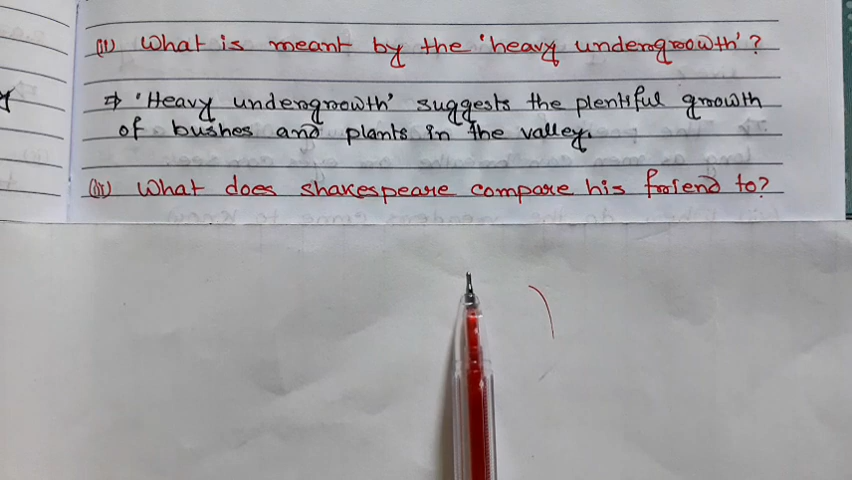 (ii) What is meant by the 'heavy undergrowth'?
⇒ 'Heavy undergrowth' suggests the plentiful growth
of bushes and plants in the valley.
(iii) What does shakespeare compare his friend to?